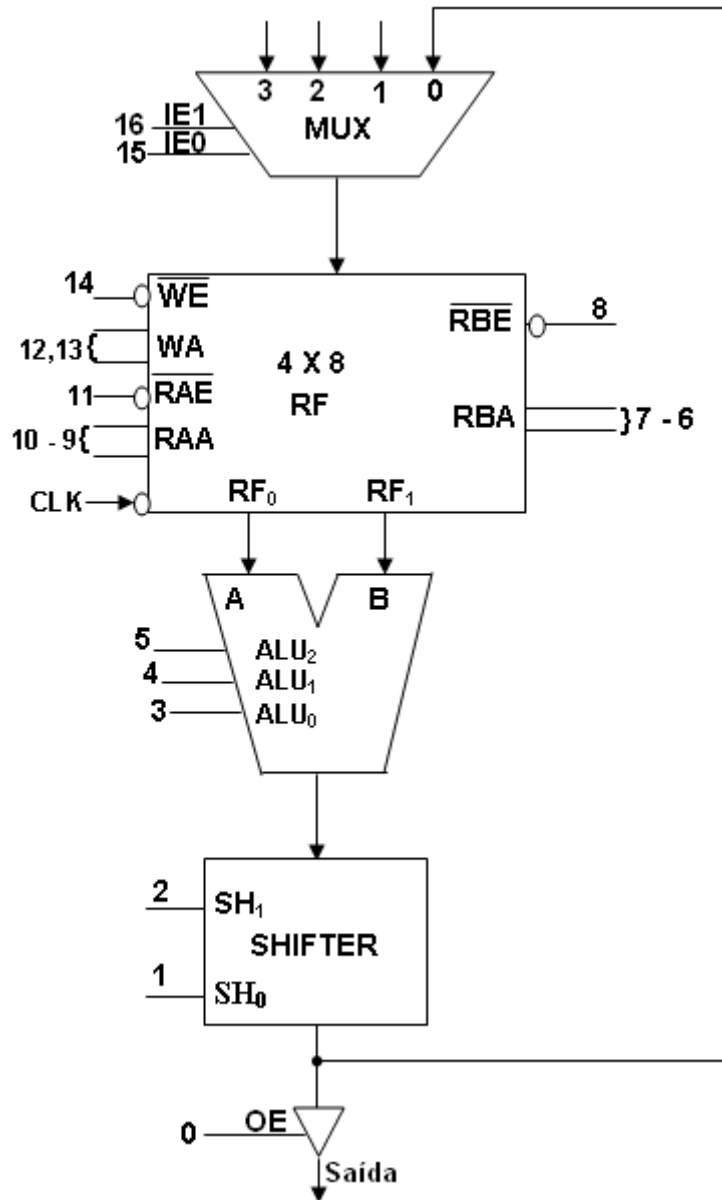 3 2 1 0
MUX
16 IE1
15 IE0
14 WE
RBE 8
12,13{ WA
4 X 8
11 RAE
RF
10 - 9{ RAA
RBA }7 - 6
CLK
RF₀ RF₁
A B
5 ALU₂
4 ALU₁
3 ALU₀
2 SH₁
SHIFTER
1 SH₀
0 OE
Saída